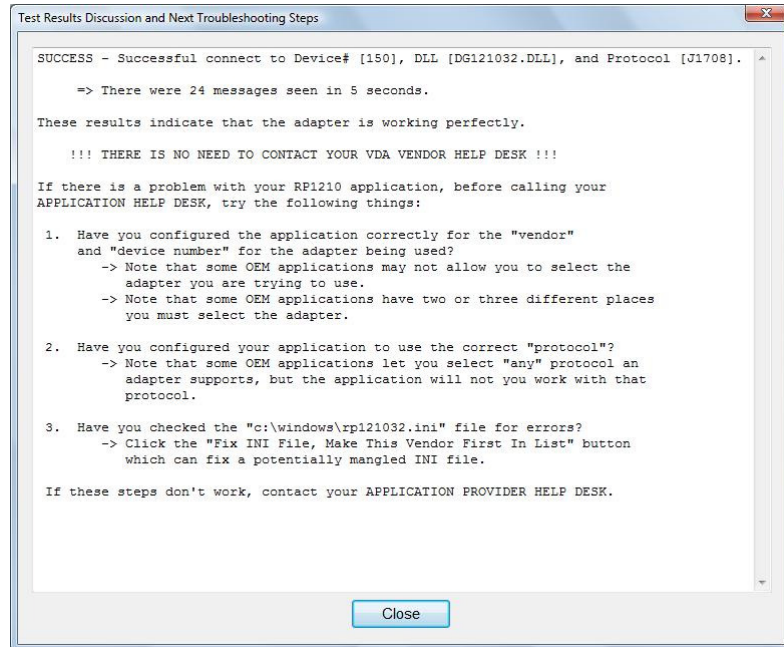 Test Results Discussion and Next Troubleshooting Steps
SUCCESS - Successful connect to Device# [150], DLL [DG121032.DLL], and Protocol [J1708].
=> There were 24 messages seen in 5 seconds.
These results indicate that the adapter is working perfectly.
!!! THERE IS NO NEED TO CONTACT YOUR VDA VENDOR HELP DESK !!!
If there is a problem with your RP1210 application, before calling your
APPLICATION HELP DESK, try the following things:
1. Have you configured the application correctly for the "vendor"
and "device number" for the adapter being used?
-> Note that some OEM applications may not allow you to select the
adapter you are trying to use.
-> Note that some OEM applications have two or three different places
you must select the adapter.
2. Have you configured your application to use the correct "protocol"?
-> Note that some OEM applications let you select "any" protocol an
adapter supports, but the application will not you work with that
protocol.
3. Have you checked the "c:\windows\rp121032.ini" file for errors?
-> Click the "Fix INI File, Make This Vendor First In List" button
which can fix a potentially mangled INI file.
If these steps don't work, contact your APPLICATION PROVIDER HELP DESK.
Close